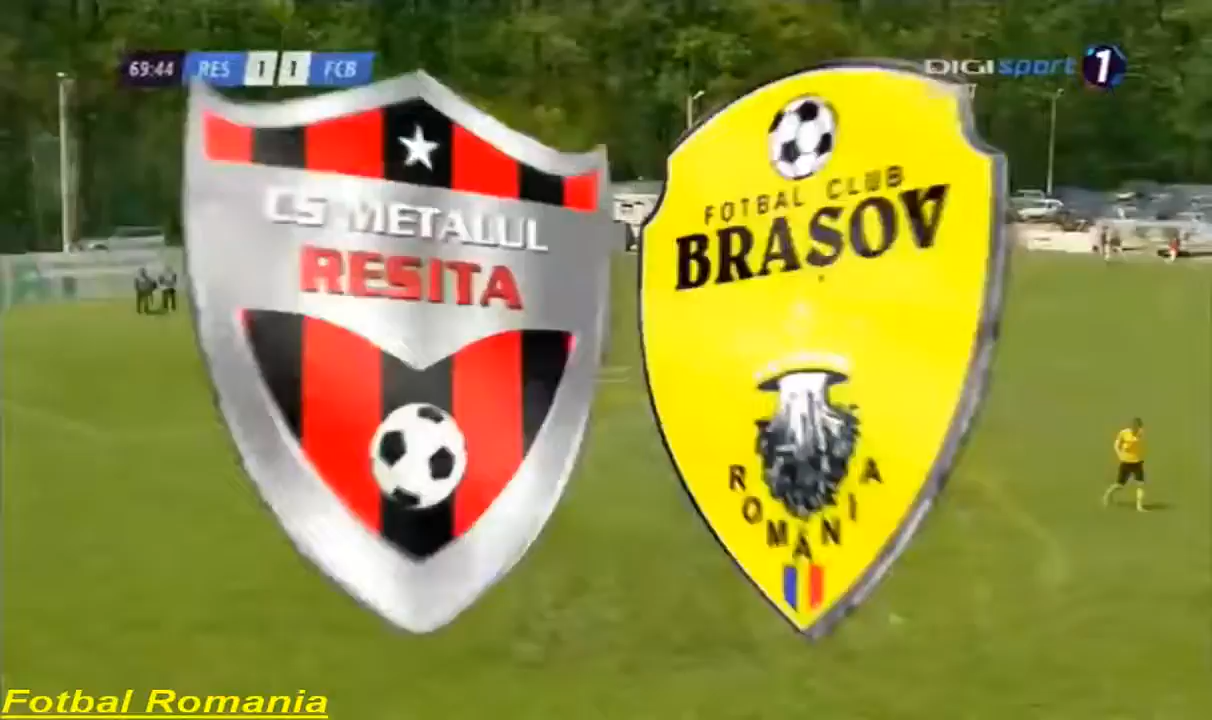 69:44 RES 1 1 FCB
DIGI sport 1
CS METALUL
RESITA
FOTBAL CLUB
BRASOV
ROMANIA
Fotbal Romania